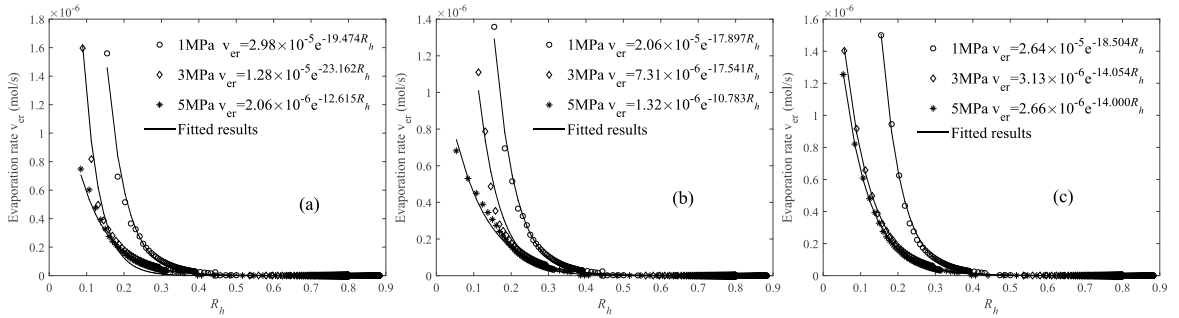 ×10^-6
1.8
1.6
1.4
1.2
1
0.8
0.6
0.4
0.2
0
Evaporation rate v_er (mol/s)
1MPa v_er=2.98×10^-5e^-19.474R_h
3MPa v_er=1.28×10^-5e^-23.162R_h
5MPa v_er=2.06×10^-6e^-12.615R_h
Fitted results
(a)
0 0.1 0.2 0.3 0.4 0.5 0.6 0.7 0.8 0.9
R_h
×10^-6
1.4
1.2
1
0.8
0.6
0.4
0.2
0
Evaporation rate v_er (mol/s)
1MPa v_er=2.06×10^-5e^-17.897R_h
3MPa v_er=7.31×10^-6e^-17.541R_h
5MPa v_er=1.32×10^-6e^-10.783R_h
Fitted results
(b)
0 0.1 0.2 0.3 0.4 0.5 0.6 0.7 0.8 0.9
R_h
×10^-6
1.6
1.4
1.2
1
0.8
0.6
0.4
0.2
0
Evaporation rate v_er (mol/s)
1MPa v_er=2.64×10^-5e^-18.504R_h
3MPa v_er=3.13×10^-6e^-14.054R_h
5MPa v_er=2.66×10^-6e^-14.000R_h
Fitted results
(c)
0 0.1 0.2 0.3 0.4 0.5 0.6 0.7 0.8 0.9
R_h